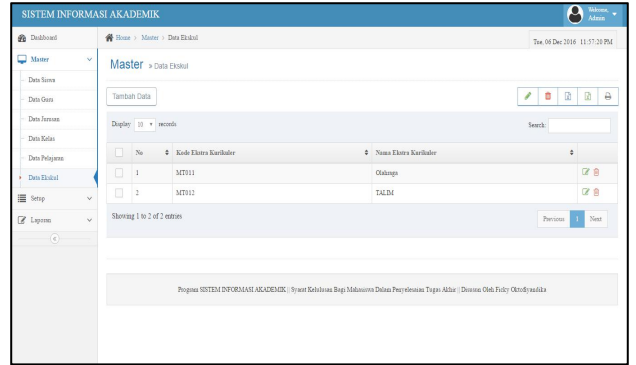 SISTEM INFORMASI AKADEMIK
Welcome,
Admin
Dashboard
Home > Master > Data Ekskul
Tue, 06 Dec 2016 11:57:20 PM
Master
Master » Data Ekskul
Data Siswa
Data Guru
Data Jurusan
Data Kelas
Data Pelajaran
Data Ekskul
Setup
Laporan
Tambah Data
Display 10 records
Search:
No Kode Ekstra Kurikuler Nama Ekstra Kurikuler
1 MT011 Olahraga
2 MT012 TALIM
Showing 1 to 2 of 2 entries
Previous 1 Next
Program SISTEM INFORMASI AKADEMIK || Syarat Kelulusan Bagi Mahasiswa Dalam Penyelesaian Tugas Akhir || Disusun Oleh Ficky Oktofiyandika